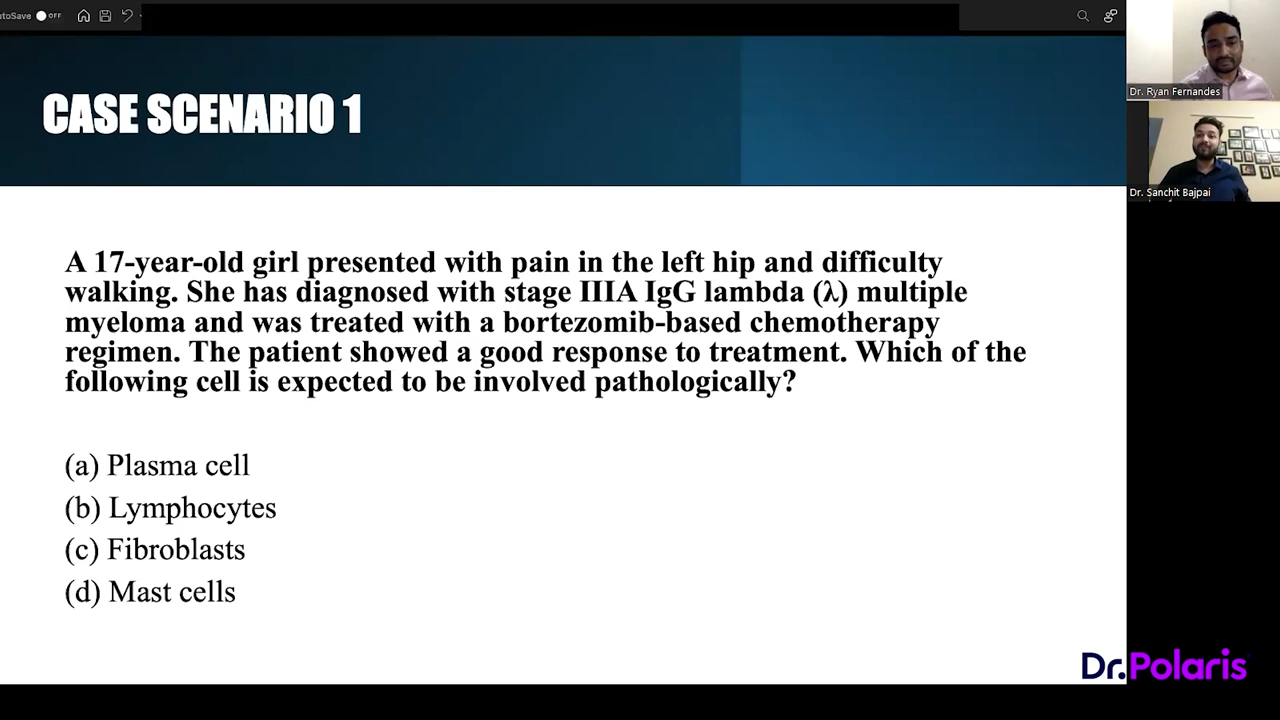 utoSave OFF
Dr. Ryan Fernandes
Dr. Sanchit Bajpai
CASE SCENARIO 1
A 17-year-old girl presented with pain in the left hip and difficulty
walking. She has diagnosed with stage IIIA IgG lambda (λ) multiple
myeloma and was treated with a bortezomib-based chemotherapy
regimen. The patient showed a good response to treatment. Which of the
following cell is expected to be involved pathologically?
(a) Plasma cell
(b) Lymphocytes
(c) Fibroblasts
(d) Mast cells
Dr.Polaris